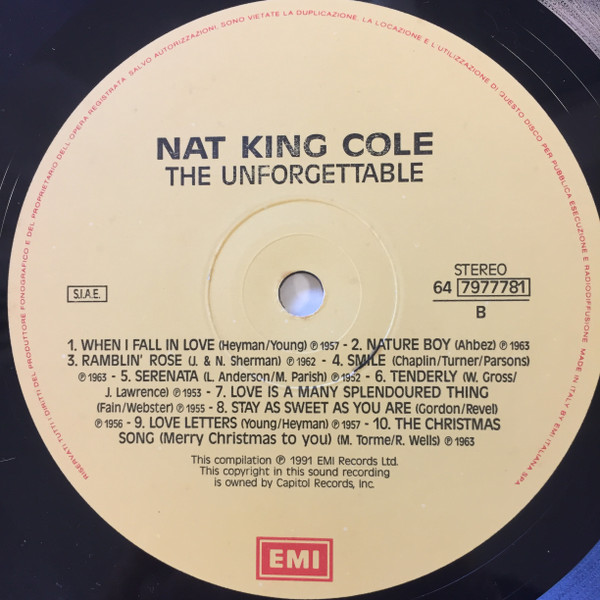 RISERVATI TUTTI I DIRITTI DEL PRODUTTORE FONOGRAFICO E DEL PROPRIETARIO DELL'OPERA REGISTRATA. SALVO AUTORIZZAZIONI, SONO VIETATE LA DUPLICAZIONE, LA LOCAZIONE E L'UTILIZZAZIONE DI QUESTO DISCO PER PUBBLICA ESECUZIONE E RADIODIFFUSIONE. MADE IN ITALY BY EMI ITALIANA SPA
NAT KING COLE
THE UNFORGETTABLE
STEREO
64 7977781
S.I.A.E.
B
1. WHEN I FALL IN LOVE (Heyman/Young) ℗ 1957 - 2. NATURE BOY (Ahbez) ℗ 1963
3. RAMBLIN' ROSE (J. & N. Sherman) ℗ 1962 - 4. SMILE (Chaplin/Turner/Parsons)
℗ 1963 - 5. SERENATA (L. Anderson/M. Parish) ℗ 1952 - 6. TENDERLY (W. Gross/
J. Lawrence) ℗ 1953 - 7. LOVE IS A MANY SPLENDOURED THING
(Fain/Webster) ℗ 1955 - 8. STAY AS SWEET AS YOU ARE (Gordon/Revel)
℗ 1956 - 9. LOVE LETTERS (Young/Heyman) ℗ 1957 - 10. THE CHRISTMAS
SONG (Merry Christmas to you) (M. Torme/R. Wells) ℗ 1963
This compilation ℗ 1991 EMI Records Ltd.
This copyright in this sound recording
is owned by Capitol Records, Inc.
EMI